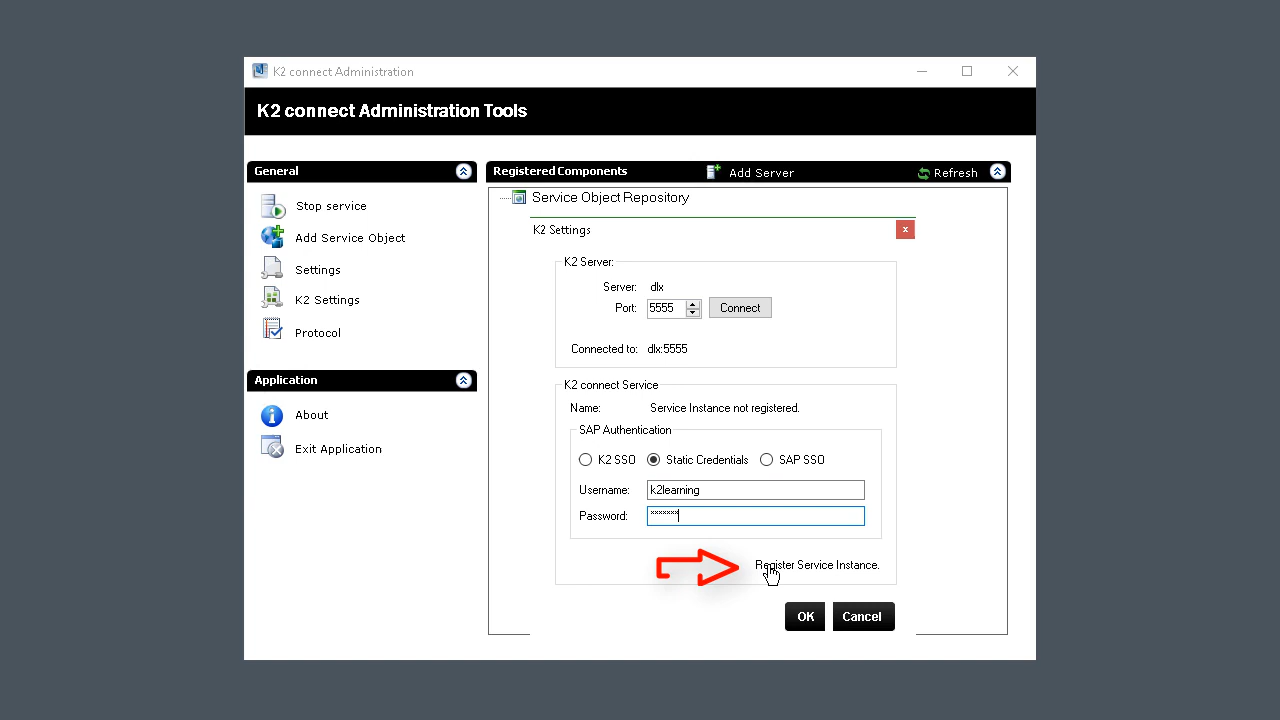 K2 connect Administration
K2 connect Administration Tools
General
Stop service
Add Service Object
Settings
K2 Settings
Protocol
Application
About
Exit Application
Registered Components
Add Server
Refresh
Service Object Repository
K2 Settings
x
K2 Server:
Server: dlx
Port: 5555 Connect
Connected to: dlx:5555
K2 connect Service
Name: Service Instance not registered.
SAP Authentication
K2 SSO Static Credentials SAP SSO
Username: k2learning
Password: *******
Register Service Instance.
OK Cancel